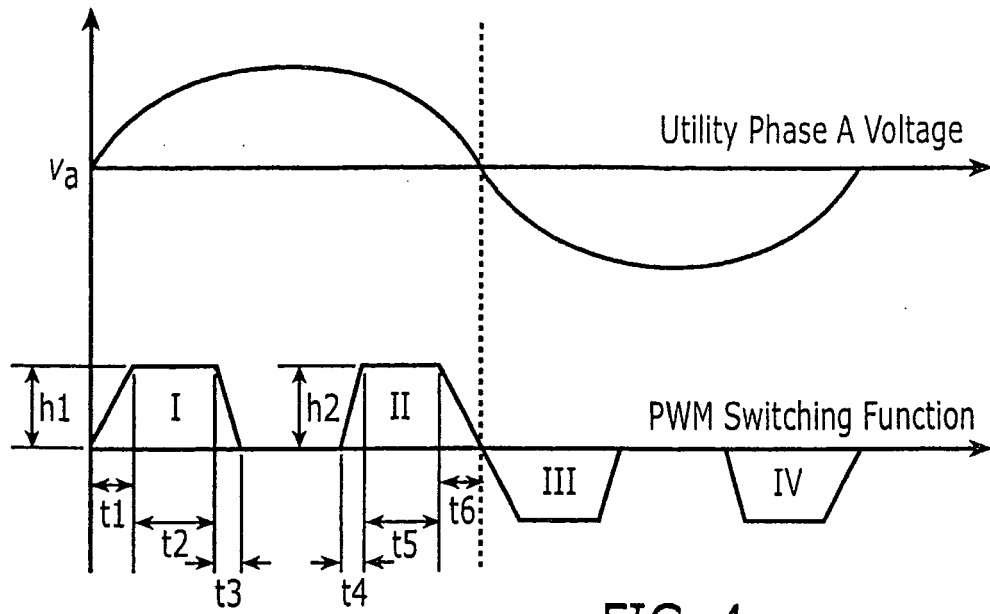 Utility Phase A Voltage
va
h1
I
h2
II
PWM Switching Function
t1
t2
t3
t4
t5
t6
III
IV
FIG. 4